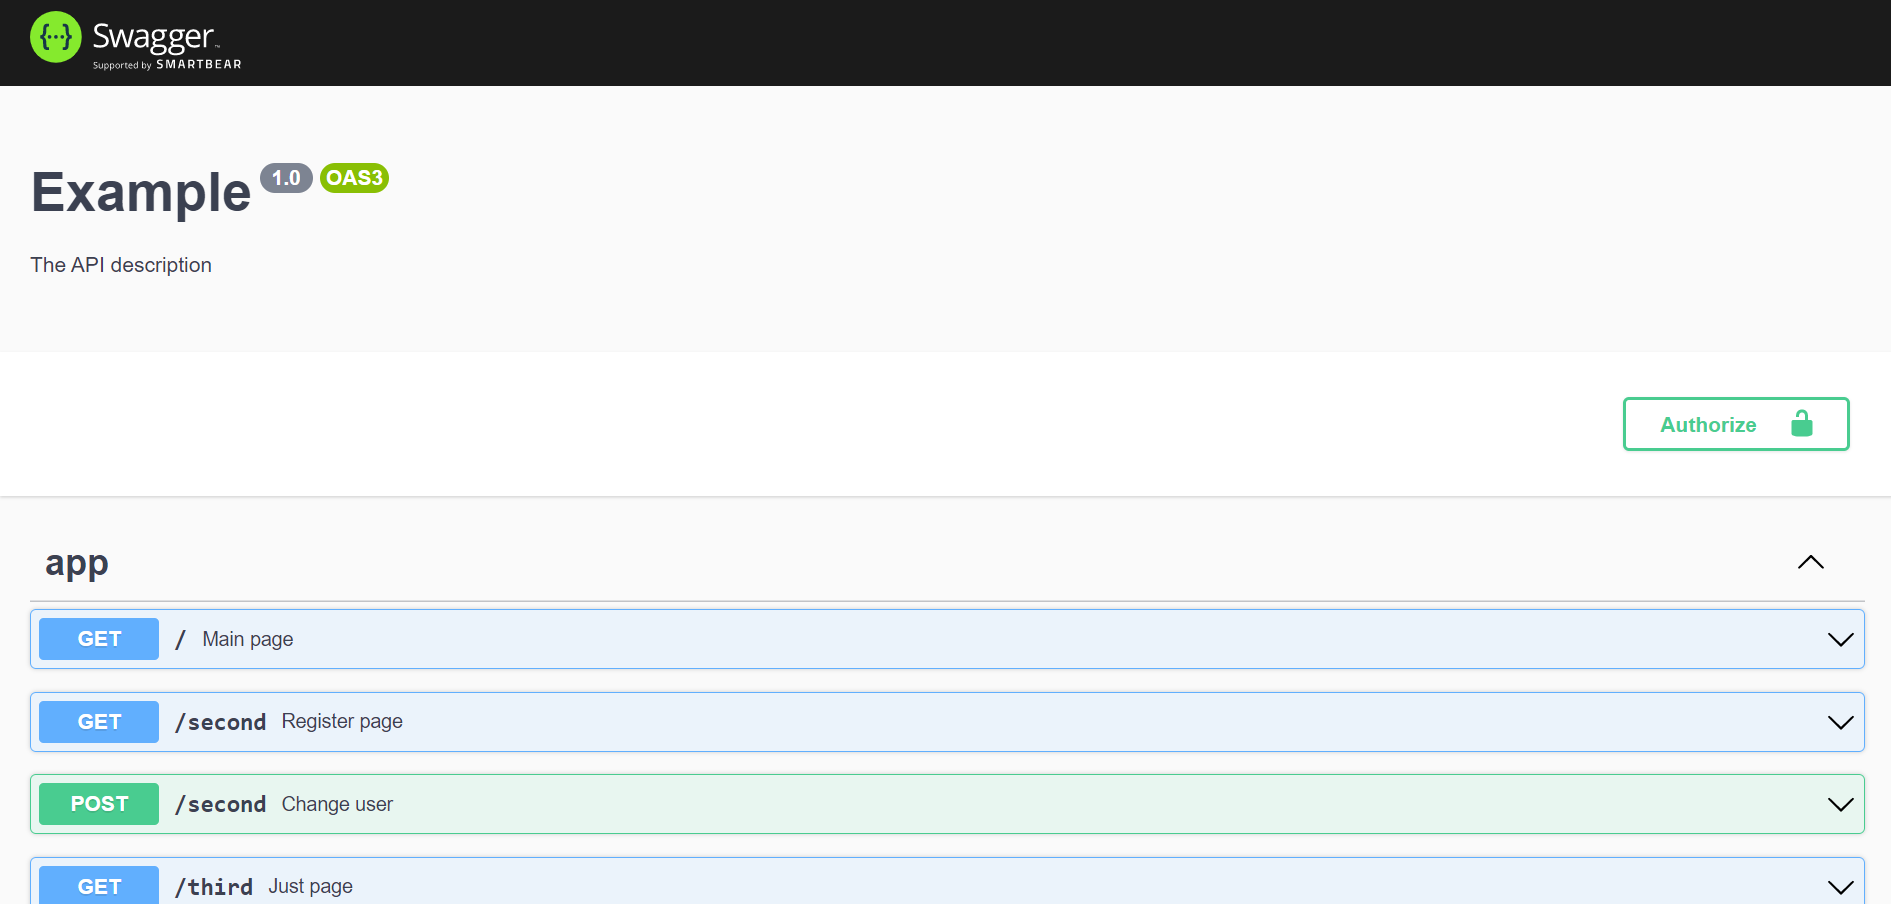 {...} Swagger™
Supported by SMARTBEAR
Example 1.0 OAS3
The API description
Authorize
app
GET / Main page
GET /second Register page
POST /second Change user
GET /third Just page